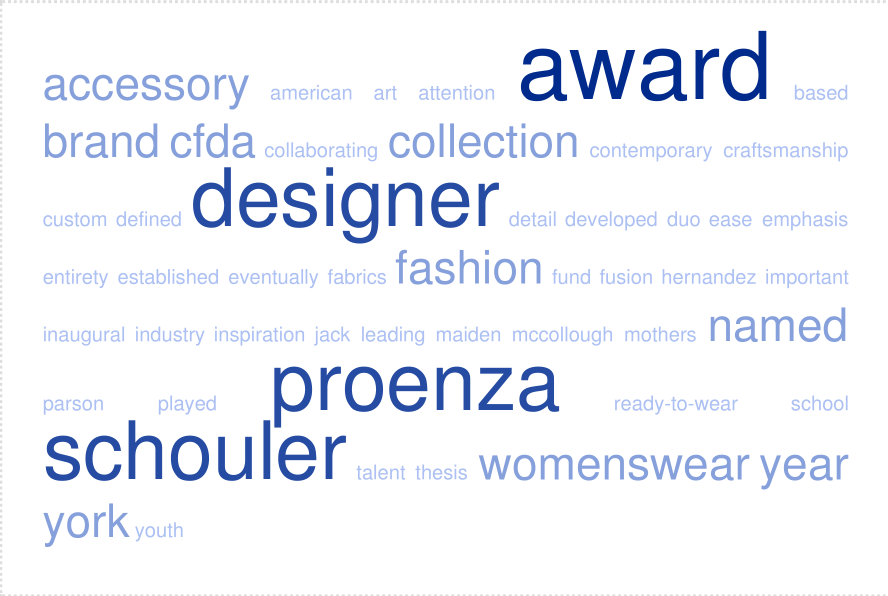 accessory american art attention award based
brand cfda collaborating collection contemporary craftsmanship
custom defined designer detail developed duo ease emphasis
entirety established eventually fabrics fashion fund fusion hernandez important
inaugural industry inspiration jack leading maiden mccollough mothers named
parson played proenza ready-to-wear school
schouler talent thesis womenswear year
york youth